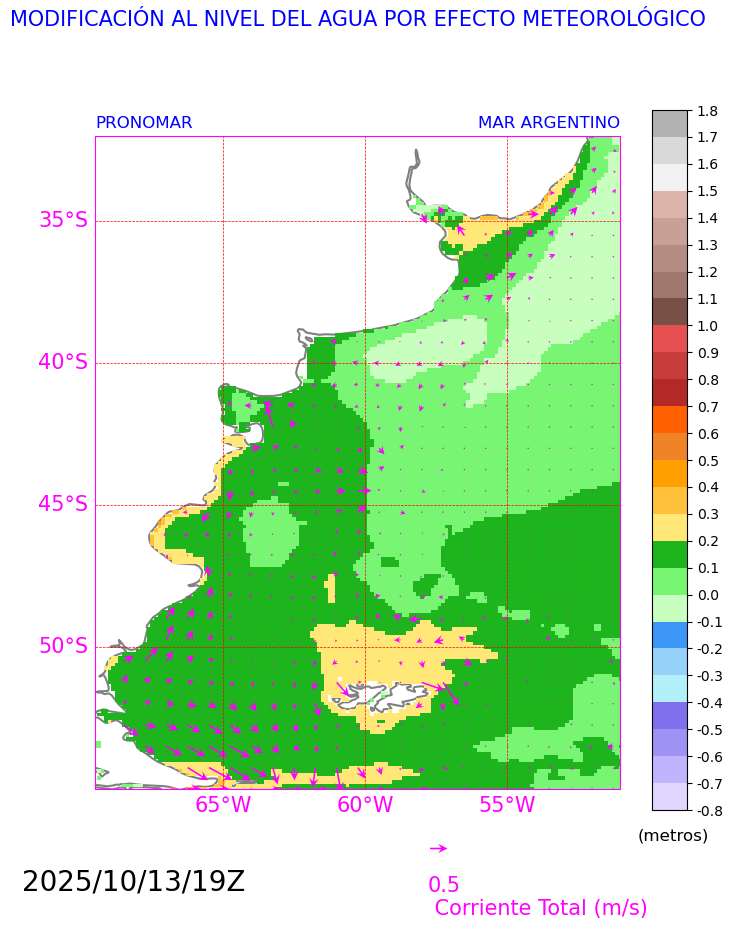 MODIFICACIÓN AL NIVEL DEL AGUA POR EFECTO METEOROLÓGICO
PRONOMAR
MAR ARGENTINO
35°S
40°S
45°S
50°S
65°W
60°W
55°W
1.8
1.7
1.6
1.5
1.4
1.3
1.2
1.1
1.0
0.9
0.8
0.7
0.6
0.5
0.4
0.3
0.2
0.1
0.0
-0.1
-0.2
-0.3
-0.4
-0.5
-0.6
-0.7
-0.8
(metros)
2025/10/13/19Z
0.5
Corriente Total (m/s)